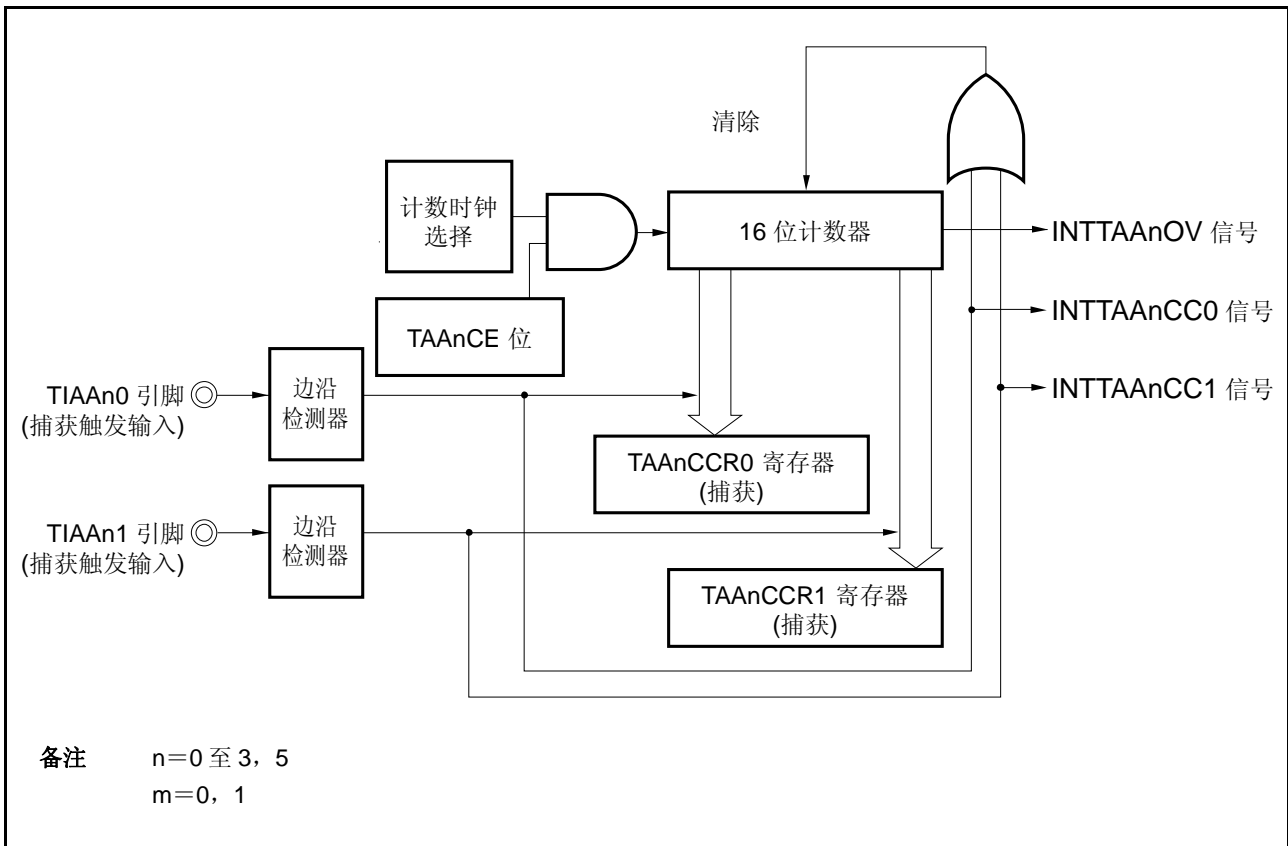 清除
计数时钟
选择
16 位计数器
INTTAAnOV 信号
TAAnCE 位
INTTAAnCC0 信号
TIAAn0 引脚
(捕获触发输入)
边沿
检测器
INTTAAnCC1 信号
TAAnCCR0 寄存器
(捕获)
TIAAn1 引脚
(捕获触发输入)
边沿
检测器
TAAnCCR1 寄存器
(捕获)
备注 n＝0 至 3，5
m＝0，1